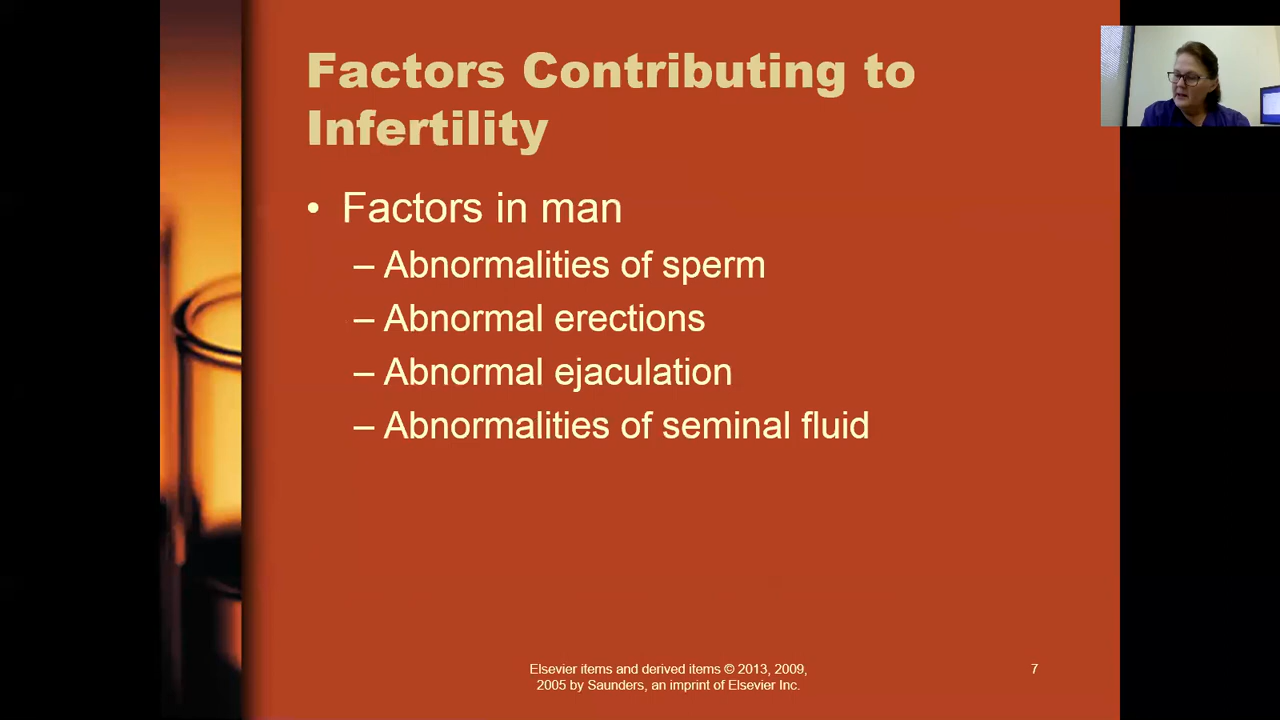 Factors Contributing to
Infertility
• Factors in man
– Abnormalities of sperm
– Abnormal erections
– Abnormal ejaculation
– Abnormalities of seminal fluid
Elsevier items and derived items © 2013, 2009,
2005 by Saunders, an imprint of Elsevier Inc.
7